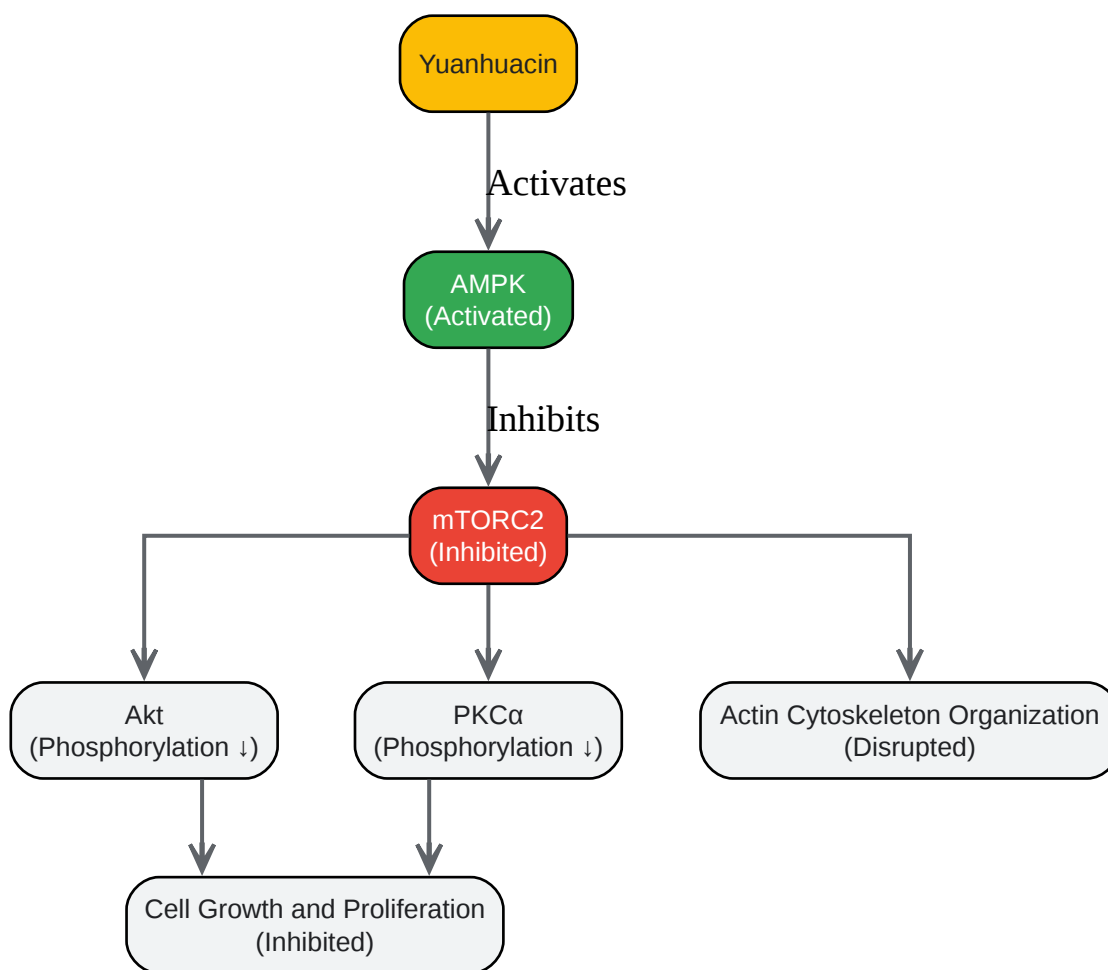 Yuanhuacin
Activates
AMPK
(Activated)
Inhibits
mTORC2
(Inhibited)
Akt
(Phosphorylation ↓)
PKCα
(Phosphorylation ↓)
Actin Cytoskeleton Organization
(Disrupted)
Cell Growth and Proliferation
(Inhibited)